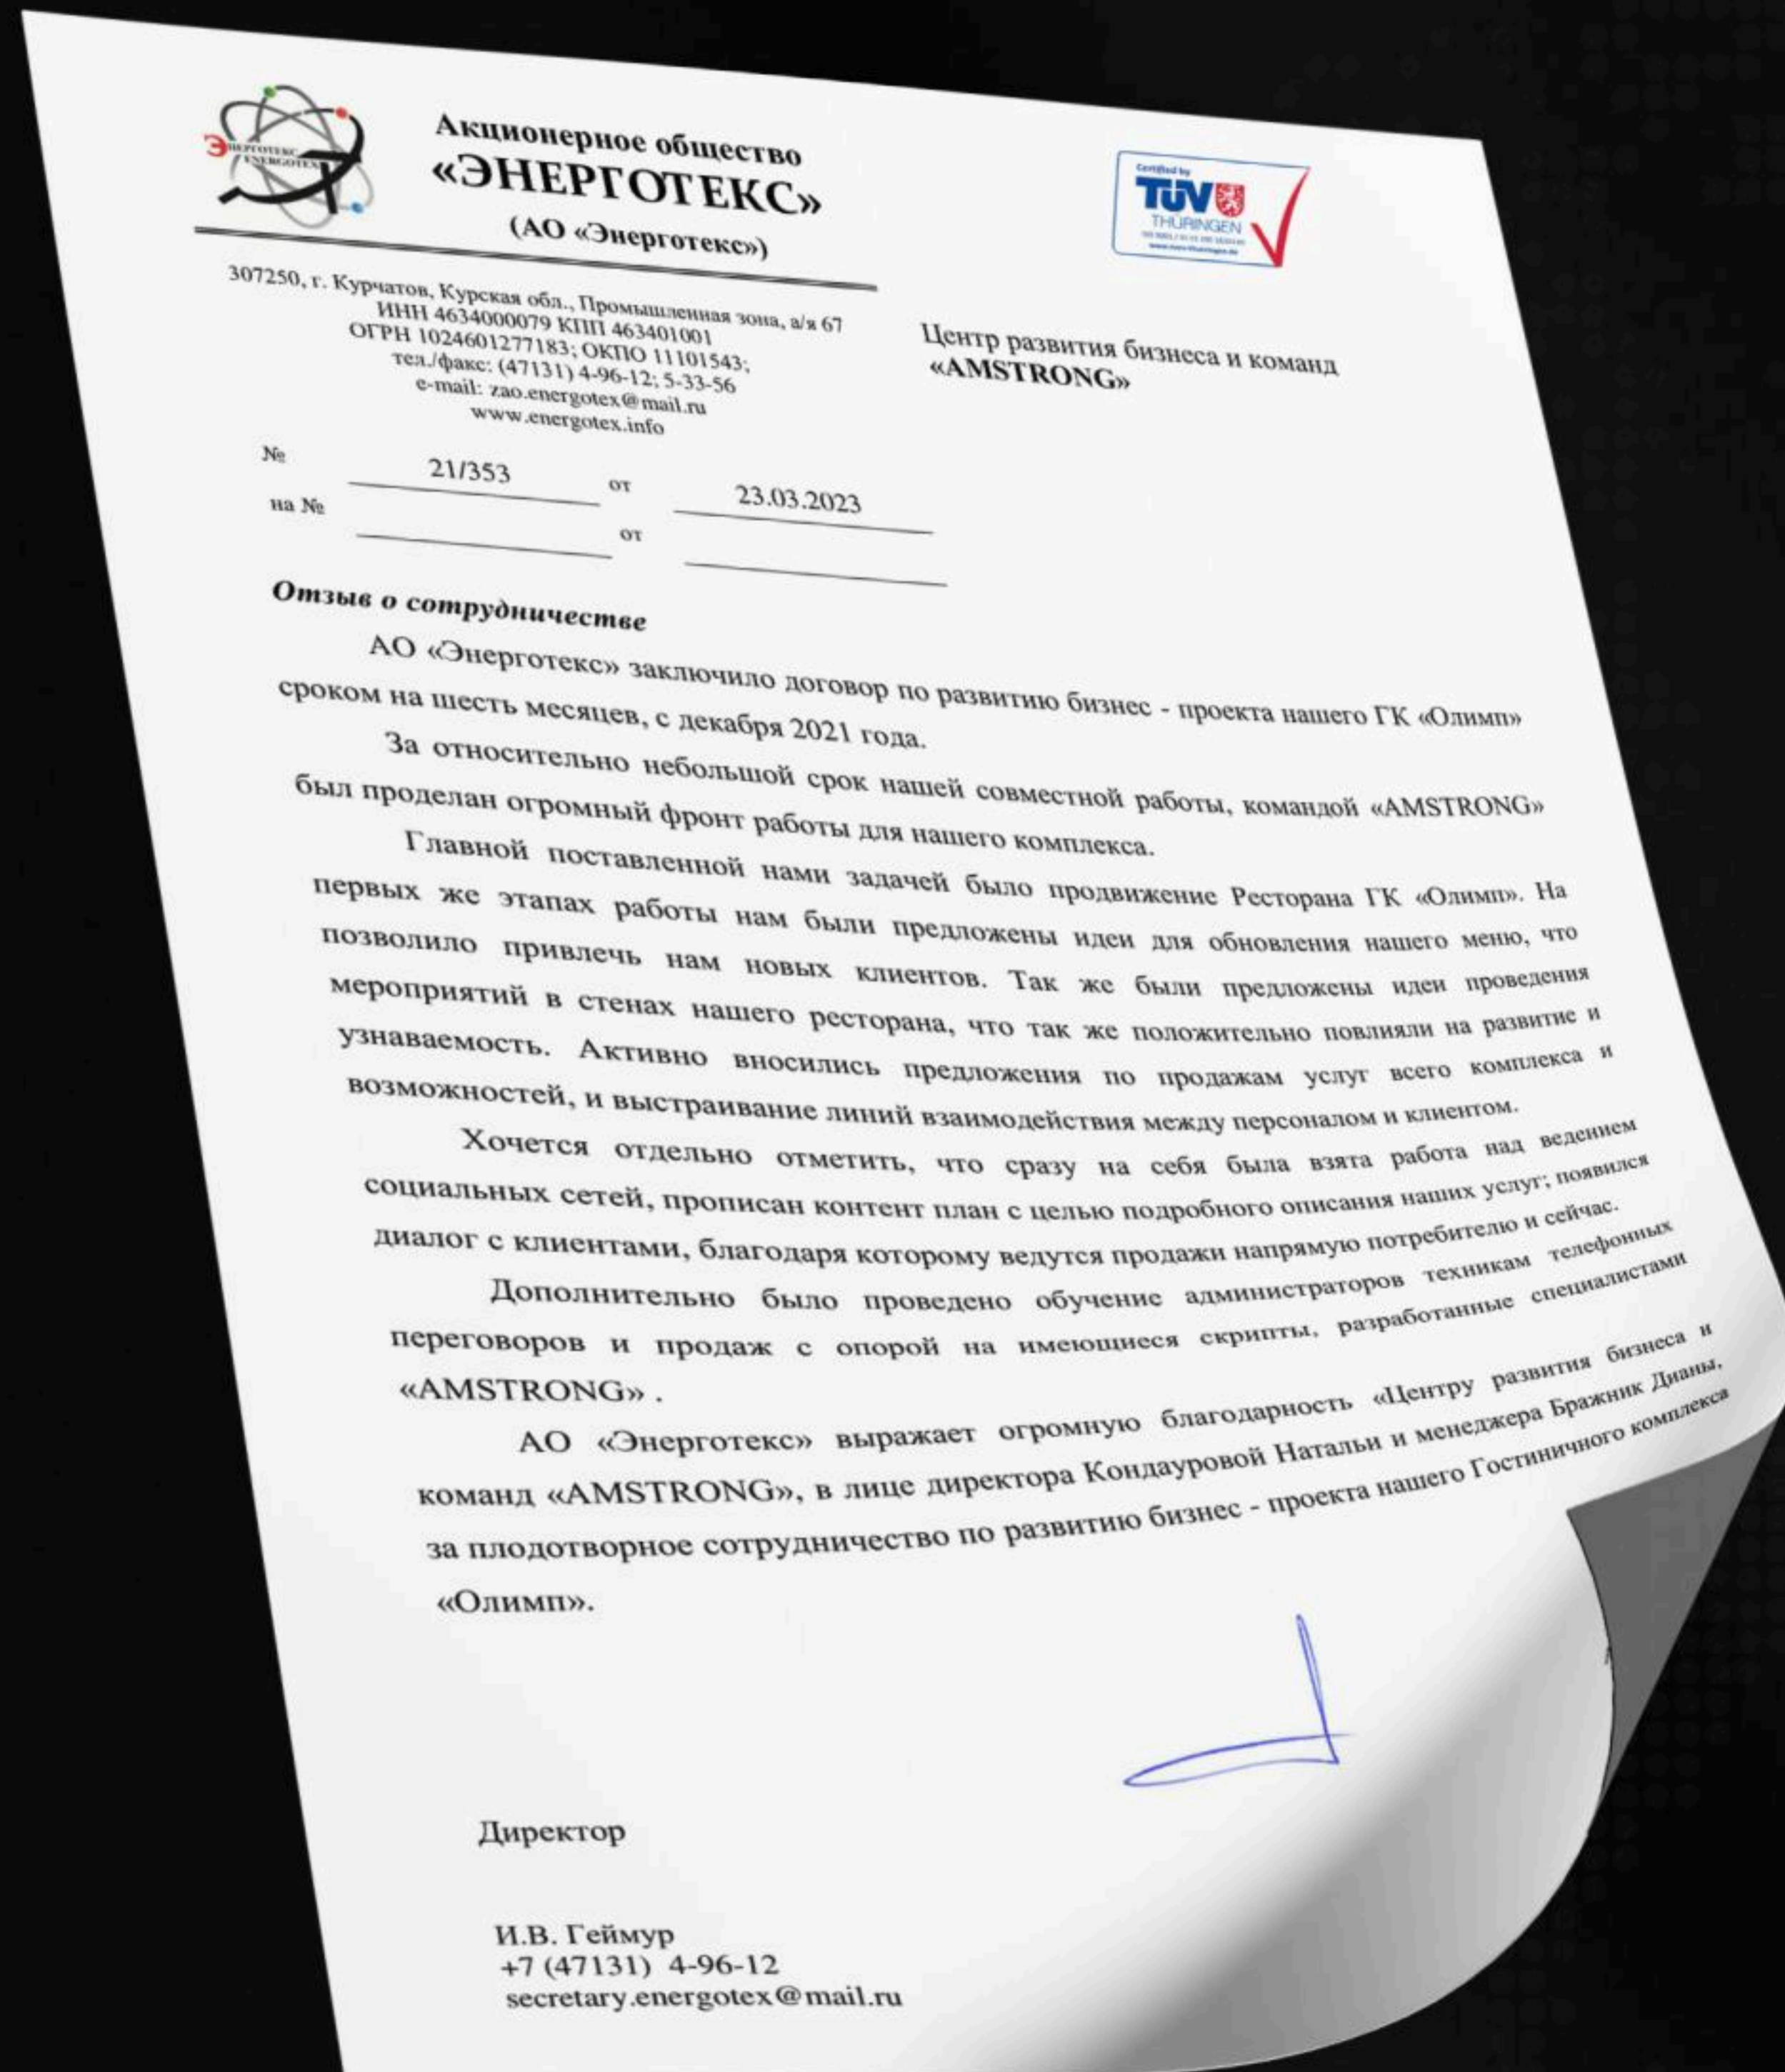 ЭНЕРГОТЕКС
ENERGOTEX
Акционерное общество
«ЭНЕРГОТЕКС»
(АО «Энерготекс»)
Certified by
TÜV
THÜRINGEN
www.tuev-thueringen.de
307250, г. Курчатов, Курская обл., Промышленная зона, а/я 67
ИНН 4634000079 КПП 463401001
ОГРН 1024601277183; ОКПО 11101543;
тел./факс: (47131) 4-96-12; 5-33-56
e-mail: zao.energotex@mail.ru
www.energotex.info
Центр развития бизнеса и команд
«AMSTRONG»
№ 21/353 от 23.03.2023
на № от
Отзыв о сотрудничестве
АО «Энерготекс» заключило договор по развитию бизнес - проекта нашего ГК «Олимп»
сроком на шесть месяцев, с декабря 2021 года.
За относительно небольшой срок нашей совместной работы, командой «AMSTRONG»
был проделан огромный фронт работы для нашего комплекса.
Главной поставленной нами задачей было продвижение Ресторана ГК «Олимп». На
первых же этапах работы нам были предложены идеи для обновления нашего меню, что
позволило привлечь нам новых клиентов. Так же были предложены идеи проведения
мероприятий в стенах нашего ресторана, что так же положительно повлияли на развитие и
узнаваемость. Активно вносились предложения по продажам услуг всего комплекса и
возможностей, и выстраивание линий взаимодействия между персоналом и клиентом.
Хочется отдельно отметить, что сразу на себя была взята работа над ведением
социальных сетей, прописан контент план с целью подробного описания наших услуг; появился
диалог с клиентами, благодаря которому ведутся продажи напрямую потребителю и сейчас.
Дополнительно было проведено обучение администраторов техникам телефонных
переговоров и продаж с опорой на имеющиеся скрипты, разработанные специалистами
«AMSTRONG» .
АО «Энерготекс» выражает огромную благодарность «Центру развития бизнеса и
команд «AMSTRONG», в лице директора Кондауровой Натальи и менеджера Бражник Дианы,
за плодотворное сотрудничество по развитию бизнес - проекта нашего Гостиничного комплекса
«Олимп».
Директор
И.В. Геймур
+7 (47131) 4-96-12
secretary.energotex@mail.ru